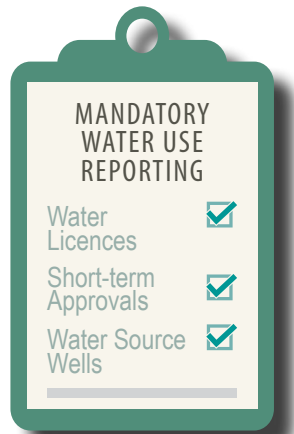 MANDATORY
WATER USE
REPORTING
Water
Licences
Short-term
Approvals
Water Source
Wells